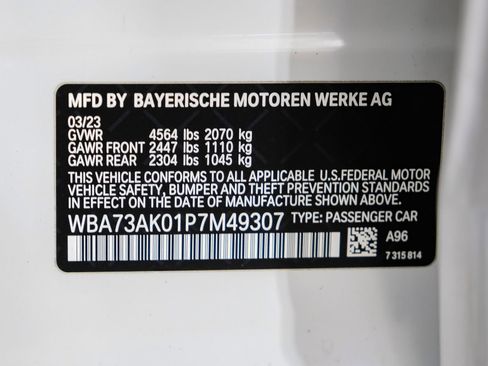 MFD BY BAYERISCHE MOTOREN WERKE AG
03/23
GVWR 4564 lbs 2070 kg
GAWR FRONT 2447 lbs 1110 kg
GAWR REAR 2304 lbs 1045 kg
THIS VEHICLE CONFORMS TO ALL APPLICABLE U.S.FEDERAL MOTOR
VEHICLE SAFETY, BUMPER AND THEFT PREVENTION STANDARDS
IN EFFECT ON THE DATE OF MANUFACTURE SHOWN ABOVE.
WBA73AK01P7M49307 TYPE: PASSENGER CAR
A96
7 315 814